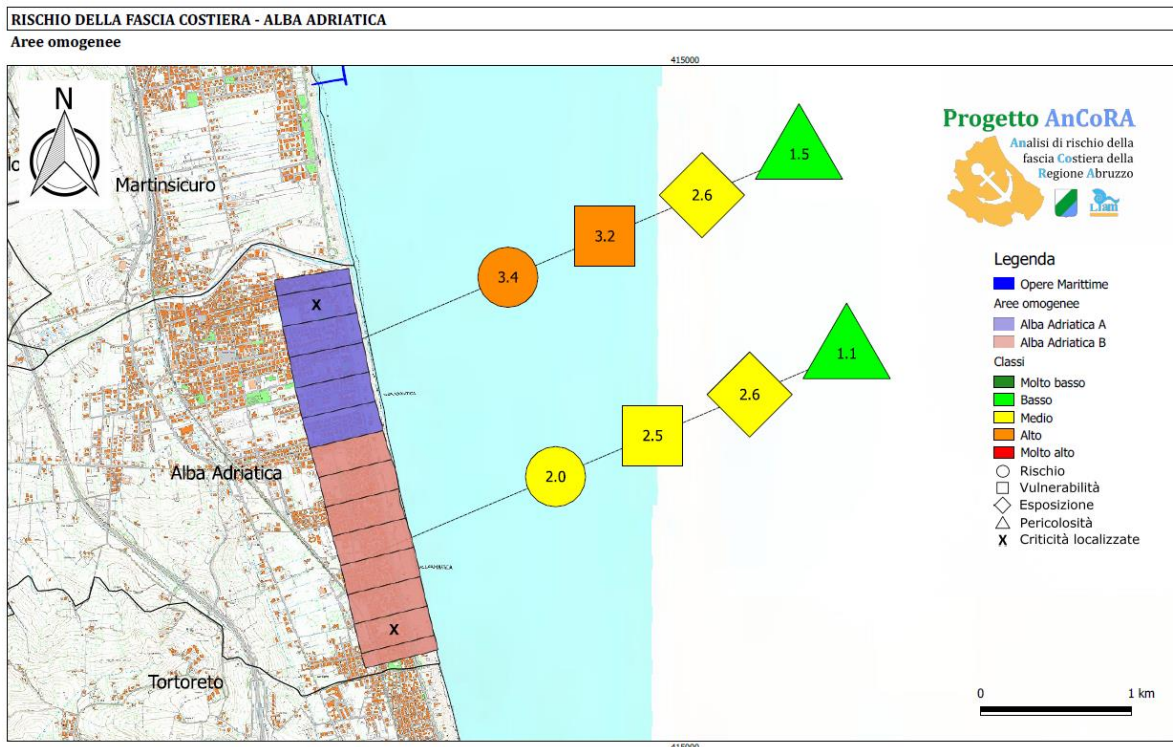 RISCHIO DELLA FASCIA COSTIERA - ALBA ADRIATICA
Aree omogenee
415000
N
Martinsicuro
Progetto AnCoRA
Analisi di rischio della
fascia Costiera della
Regione Abruzzo
LIam
1.5
2.6
3.2
3.4
X
Legenda
Opere Marittime
Aree omogenee
Alba Adriatica A
Alba Adriatica B
Classi
Molto basso
Basso
Medio
Alto
Molto alto
Rischio
Vulnerabilità
Esposizione
Pericolosità
X Criticità localizzate
1.1
2.6
2.5
2.0
Alba Adriatica
X
Tortoreto
0 1 km
415000